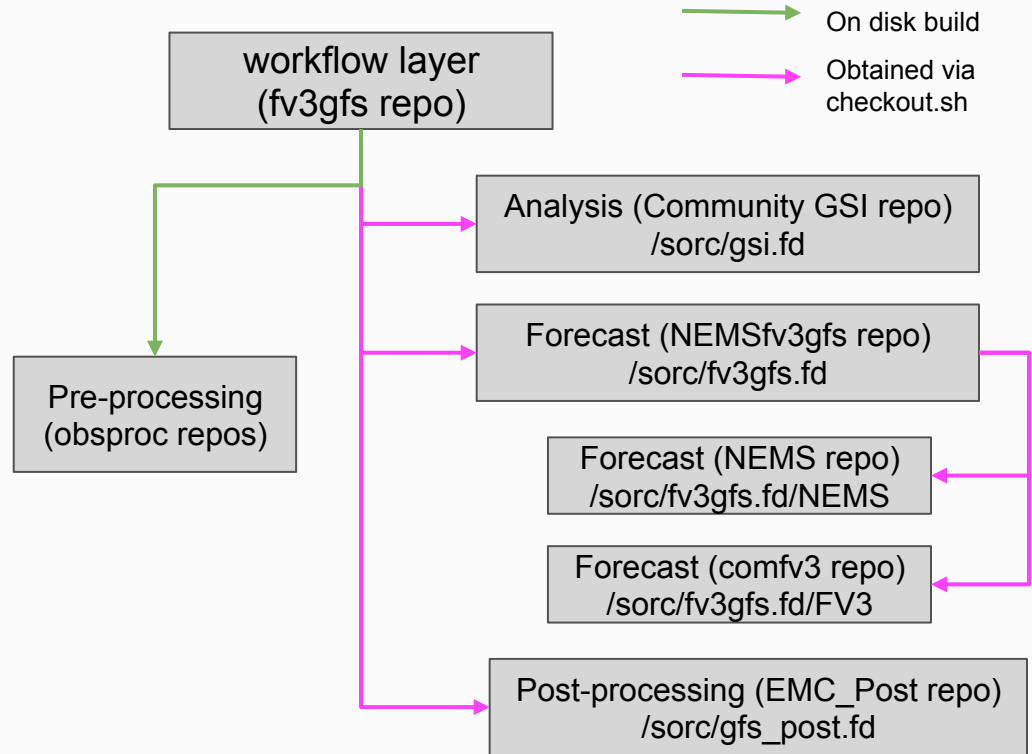 On disk build
Obtained via
checkout.sh
workflow layer
(fv3gfs repo)
Analysis (Community GSI repo)
/sorc/gsi.fd
Forecast (NEMSfv3gfs repo)
/sorc/fv3gfs.fd
Pre-processing
(obsproc repos)
Forecast (NEMS repo)
/sorc/fv3gfs.fd/NEMS
Forecast (comfv3 repo)
/sorc/fv3gfs.fd/FV3
Post-processing (EMC_Post repo)
/sorc/gfs_post.fd